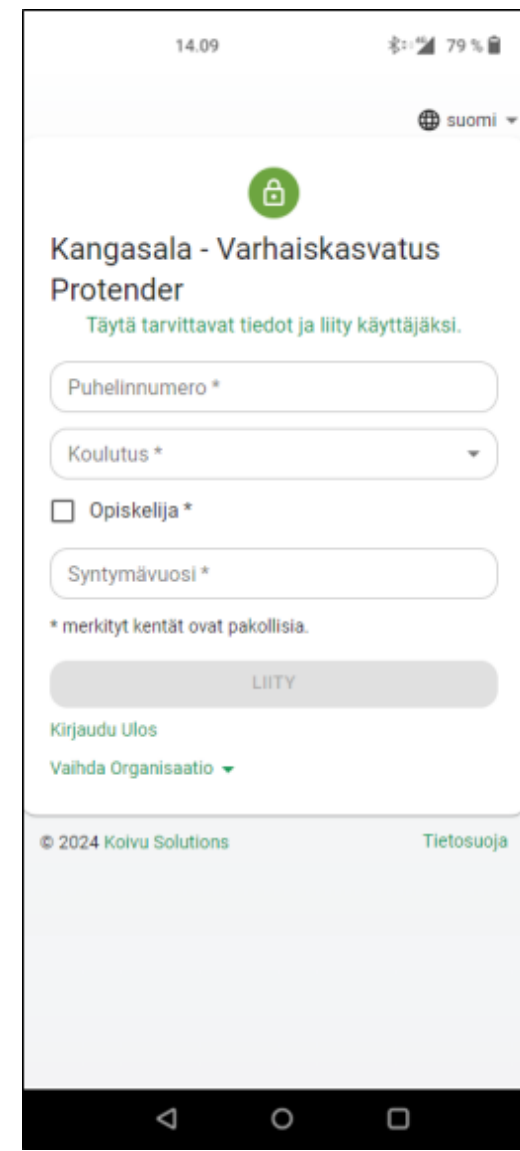 14.09
79 %
suomi
Kangasala - Varhaiskasvatus
Protender
Täytä tarvittavat tiedot ja liity käyttäjäksi.
Puhelinnumero *
Koulutus *
Opiskelija *
Syntymävuosi *
* merkityt kentät ovat pakollisia.
LIITY
Kirjaudu Ulos
Vaihda Organisaatio
© 2024 Koivu Solutions
Tietosuoja